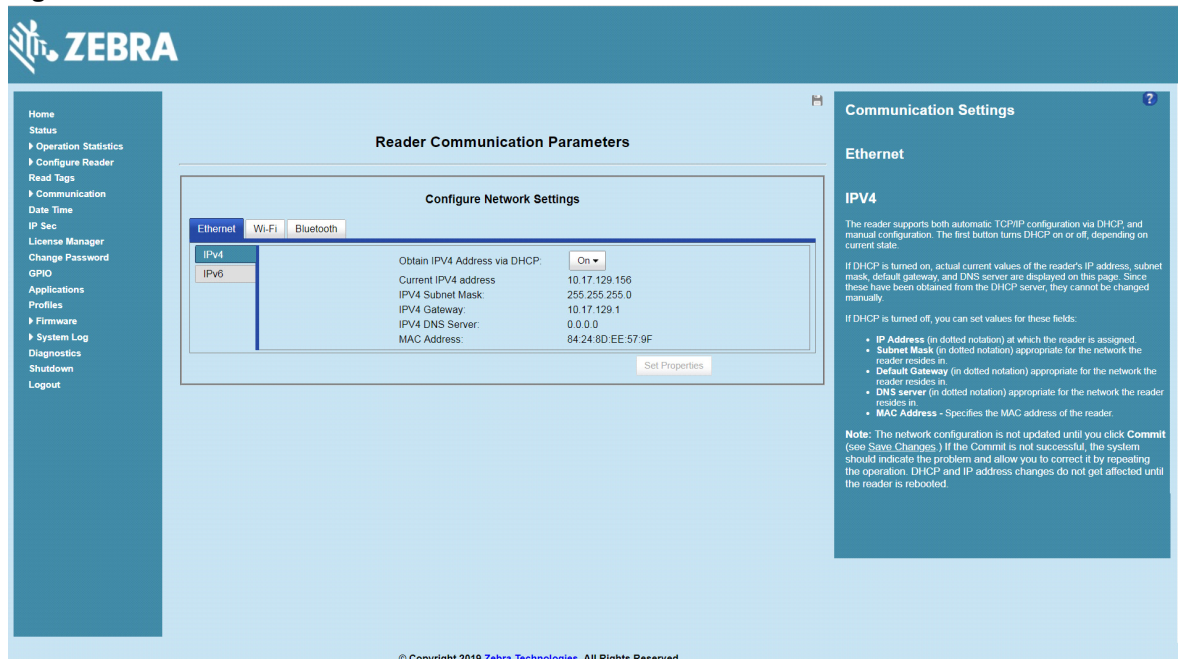 ZEBRA
Home
Status
Operation Statistics
Configure Reader
Read Tags
Communication
Date Time
IP Sec
License Manager
Change Password
GPIO
Applications
Profiles
Firmware
System Log
Diagnostics
Shutdown
Logout
Reader Communication Parameters
Configure Network Settings
Ethernet Wi-Fi Bluetooth
IPv4
IPv6
Obtain IPV4 Address via DHCP: On
Current IPV4 address 10.17.129.156
IPV4 Subnet Mask: 255.255.255.0
IPV4 Gateway: 10.17.129.1
IPV4 DNS Server: 0.0.0.0
MAC Address: 84:24:8D:EE:57:9F
Set Properties
?
Communication Settings
Ethernet
IPV4
The reader supports both automatic TCP/IP configuration via DHCP, and
manual configuration. The first button turns DHCP on or off, depending on
current state.
If DHCP is turned on, actual current values of the reader's IP address, subnet
mask, default gateway, and DNS server are displayed on this page. Since
these have been obtained from the DHCP server, they cannot be changed
manually.
If DHCP is turned off, you can set values for these fields:
• IP Address (in dotted notation) at which the reader is assigned.
• Subnet Mask (in dotted notation) appropriate for the network the
reader resides in.
• Default Gateway (in dotted notation) appropriate for the network the
reader resides in.
• DNS server (in dotted notation) appropriate for the network the reader
resides in.
• MAC Address - Specifies the MAC address of the reader.
Note: The network configuration is not updated until you click Commit
(see Save Changes.) If the Commit is not successful, the system
should indicate the problem and allow you to correct it by repeating
the operation. DHCP and IP address changes do not get affected until
the reader is rebooted.
© Copyright 2019 Zebra Technologies. All Rights Reserved